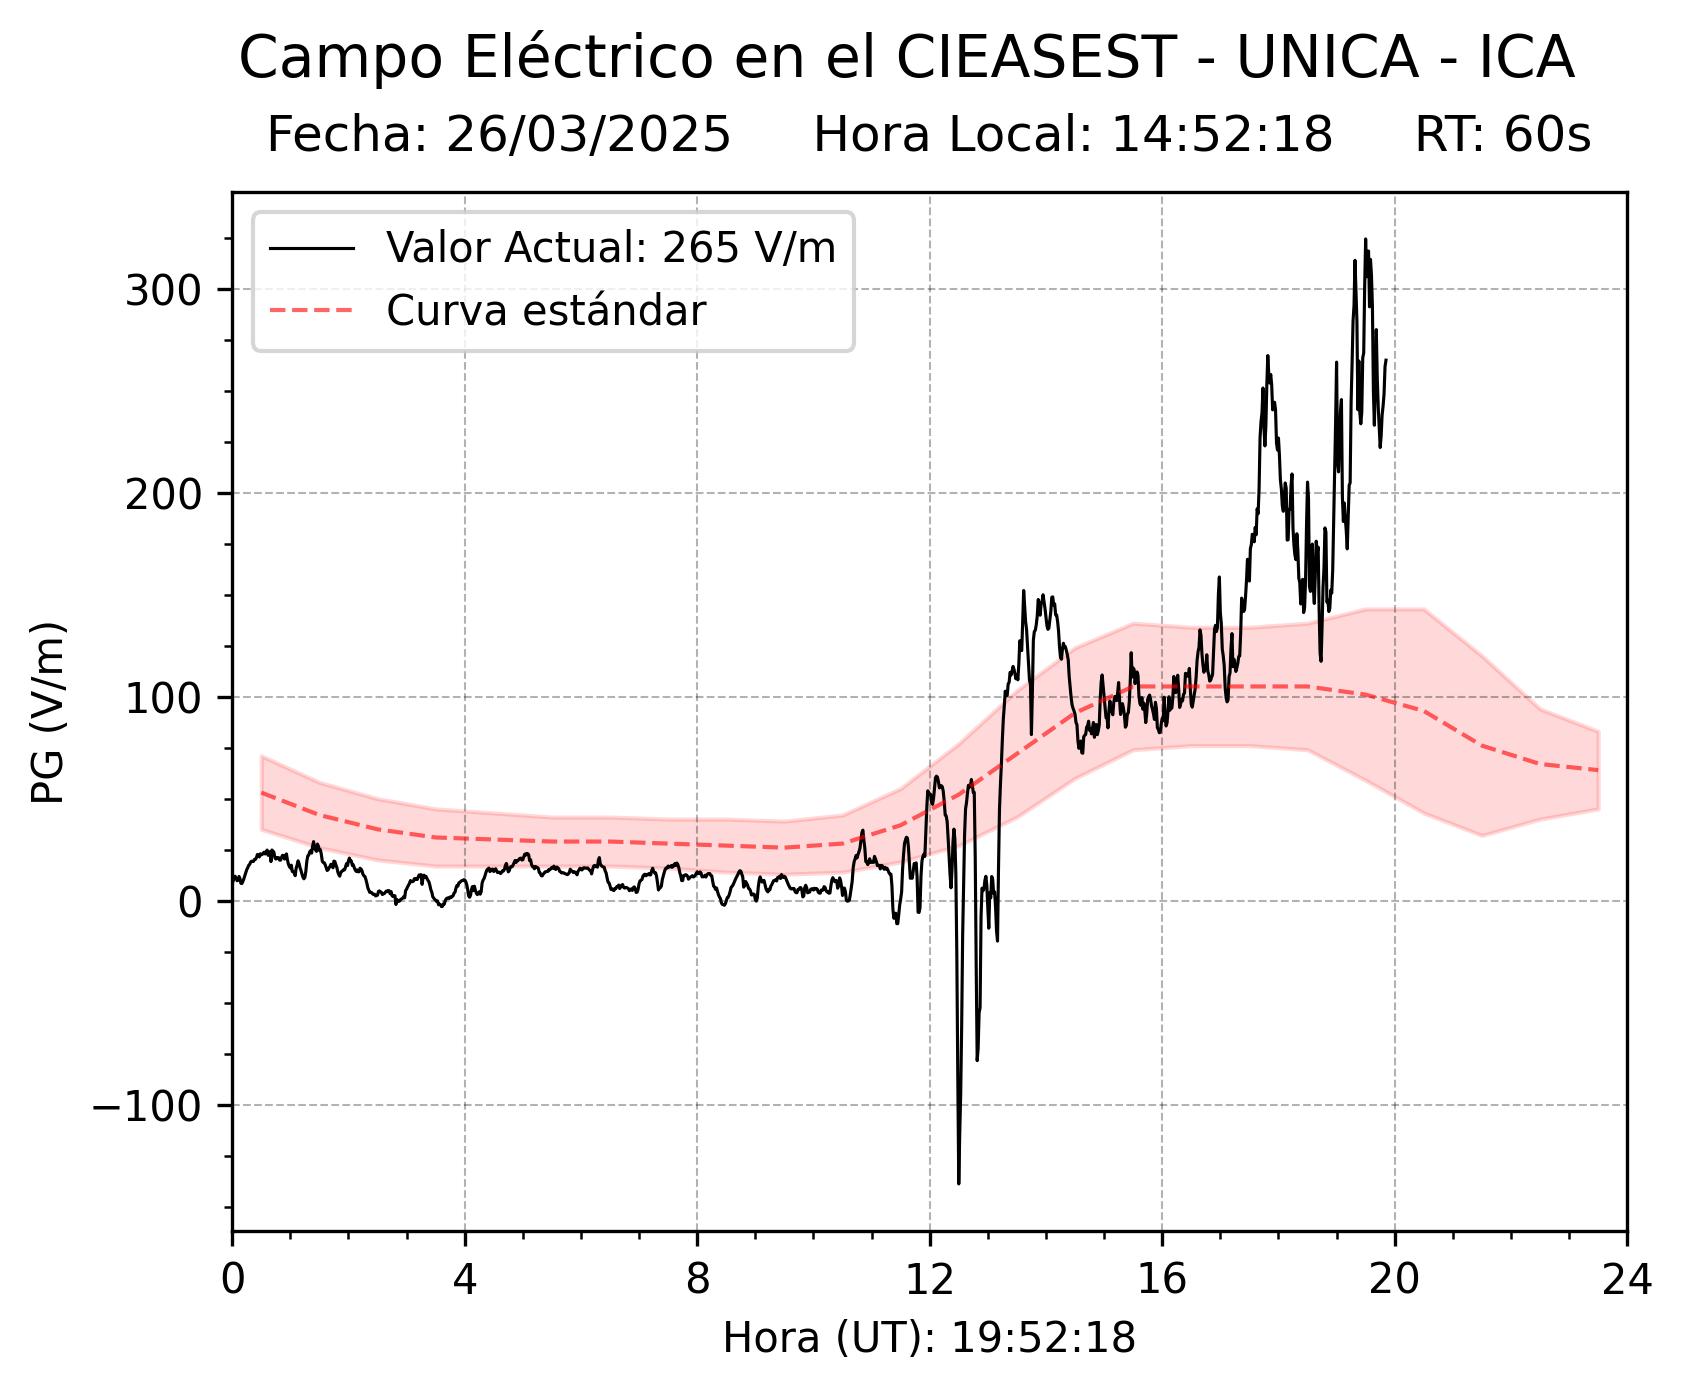 Campo Eléctrico en el CIEASEST - UNICA - ICA
Fecha: 26/03/2025 Hora Local: 14:52:18 RT: 60s
Valor Actual: 265 V/m
Curva estándar
300
200
100
0
−100
PG (V/m)
0 4 8 12 16 20 24
Hora (UT): 19:52:18